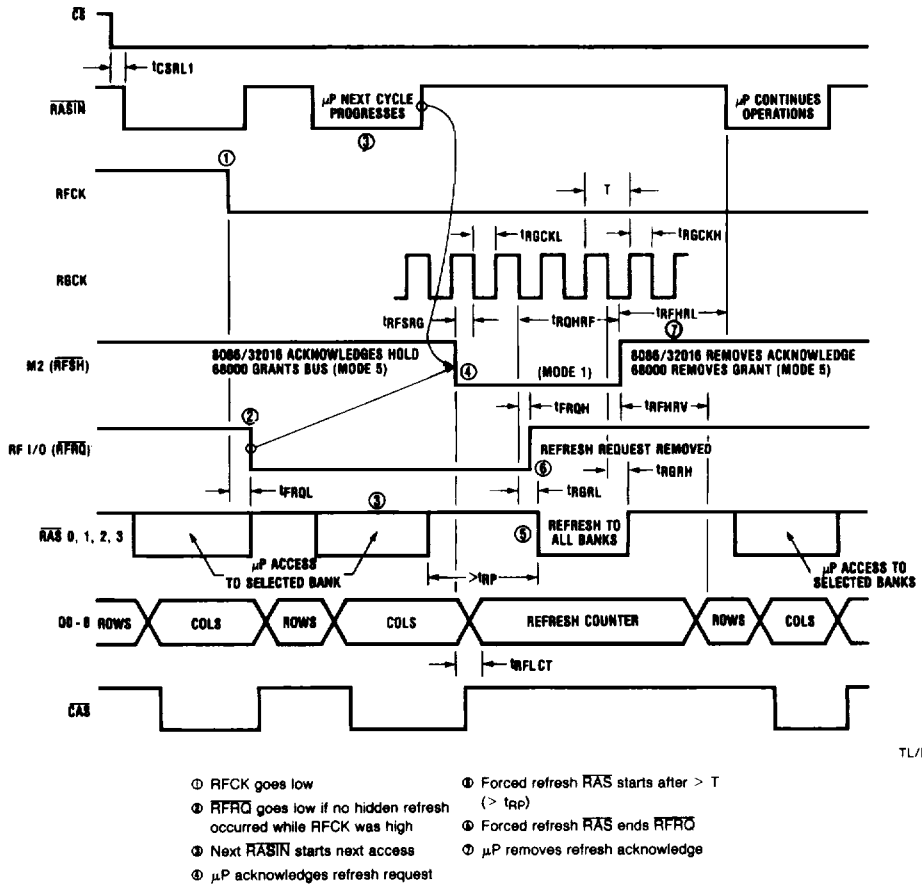 CS
tCSRL1
RASIN
μP NEXT CYCLE
PROGRESSES
③
μP CONTINUES
OPERATIONS
①
RFCK
T
tRGCKL
tRGCKH
RGCK
tRFSRG
tRQHRF
tRFHRL
⑦
M2 (RFSH)
8086/32016 ACKNOWLEDGES HOLD
68000 GRANTS BUS (MODE 5)
④
(MODE 1)
8086/32016 REMOVES ACKNOWLEDGE
68000 REMOVES GRANT (MODE 5)
②
tFRQH
tRFHRV
RF I/O (RFRQ)
REFRESH REQUEST REMOVED
⑥
tFRQL
tRGRL
tRGRH
③
RAS 0, 1, 2, 3
⑤
REFRESH TO
ALL BANKS
μP ACCESS
TO SELECTED BANK
>tRP
μP ACCESS TO
SELECTED BANKS
Q0 - 8
ROWS
COLS
ROWS
COLS
REFRESH COUNTER
ROWS
COLS
tRFLCT
CAS
TL/
① RFCK goes low
② RFRQ goes low if no hidden refresh
occurred while RFCK was high
③ Next RASIN starts next access
④ μP acknowledges refresh request
⑤ Forced refresh RAS starts after > T
(> tRP)
⑥ Forced refresh RAS ends RFRQ
⑦ μP removes refresh acknowledge